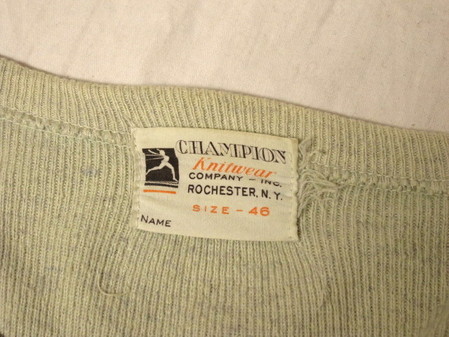 CHAMPION
Knitwear
COMPANY - INC.
ROCHESTER, N.Y.
SIZE - 46
NAME